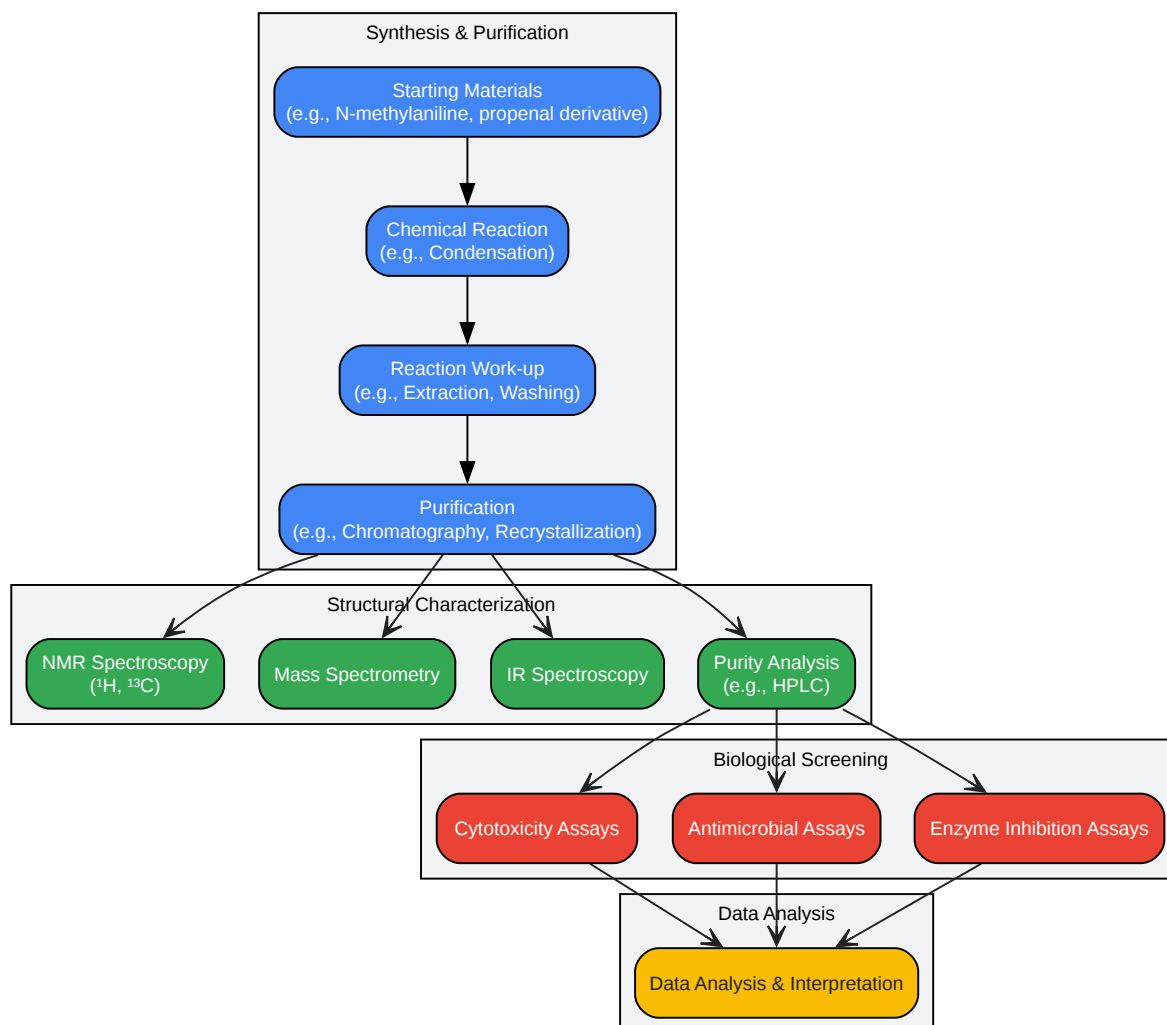 Synthesis & Purification
Starting Materials
(e.g., N-methylaniline, propenal derivative)
Chemical Reaction
(e.g., Condensation)
Reaction Work-up
(e.g., Extraction, Washing)
Purification
(e.g., Chromatography, Recrystallization)
Structural Characterization
NMR Spectroscopy
(¹H, ¹³C)
Mass Spectrometry
IR Spectroscopy
Purity Analysis
(e.g., HPLC)
Biological Screening
Cytotoxicity Assays
Antimicrobial Assays
Enzyme Inhibition Assays
Data Analysis
Data Analysis & Interpretation